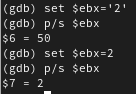 (gdb) set $ebx='2'
(gdb) p/s $ebx
$6 = 50
(gdb) set $ebx=2
(gdb) p/s $ebx
$7 = 2